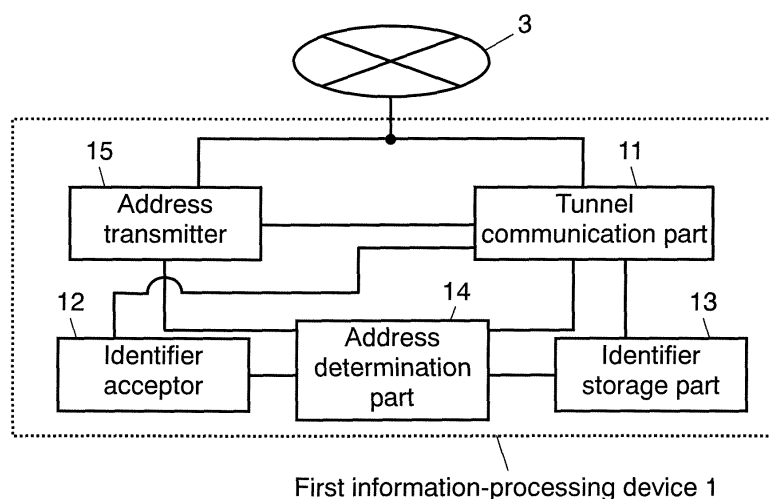 3
15
Address
transmitter
11
Tunnel
communication part
12
Identifier
acceptor
14
Address
determination
part
13
Identifier
storage part
First information-processing device 1